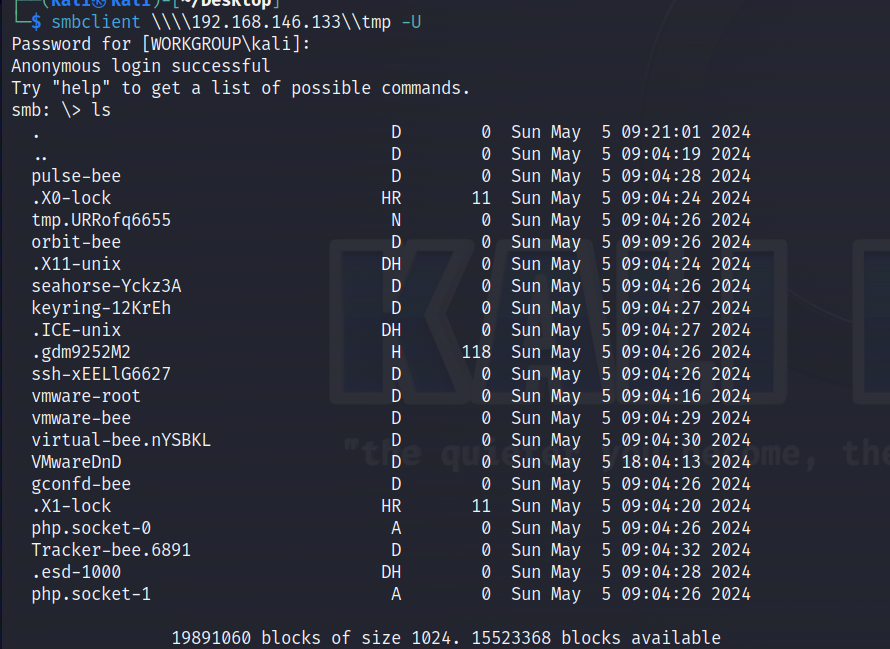 (kali㉿kali)-[~/Desktop]
└─$ smbclient \\\\192.168.146.133\\tmp -U
Password for [WORKGROUP\kali]:
Anonymous login successful
Try "help" to get a list of possible commands.
smb: \> ls
. D 0 Sun May 5 09:21:01 2024
.. D 0 Sun May 5 09:04:19 2024
pulse-bee D 0 Sun May 5 09:04:28 2024
.X0-lock HR 11 Sun May 5 09:04:24 2024
tmp.URRofq6655 N 0 Sun May 5 09:04:26 2024
orbit-bee D 0 Sun May 5 09:09:26 2024
.X11-unix DH 0 Sun May 5 09:04:24 2024
seahorse-Yckz3A D 0 Sun May 5 09:04:26 2024
keyring-12KrEh D 0 Sun May 5 09:04:27 2024
.ICE-unix DH 0 Sun May 5 09:04:27 2024
.gdm9252M2 H 118 Sun May 5 09:04:26 2024
ssh-xEELlG6627 D 0 Sun May 5 09:04:26 2024
vmware-root D 0 Sun May 5 09:04:16 2024
vmware-bee D 0 Sun May 5 09:04:29 2024
virtual-bee.nYSBKL D 0 Sun May 5 09:04:30 2024
VMwareDnD D 0 Sun May 5 18:04:13 2024
gconfd-bee D 0 Sun May 5 09:04:26 2024
.X1-lock HR 11 Sun May 5 09:04:20 2024
php.socket-0 A 0 Sun May 5 09:04:26 2024
Tracker-bee.6891 D 0 Sun May 5 09:04:32 2024
.esd-1000 DH 0 Sun May 5 09:04:28 2024
php.socket-1 A 0 Sun May 5 09:04:26 2024
19891060 blocks of size 1024. 15523368 blocks available
KALI
"the quieter you become, the